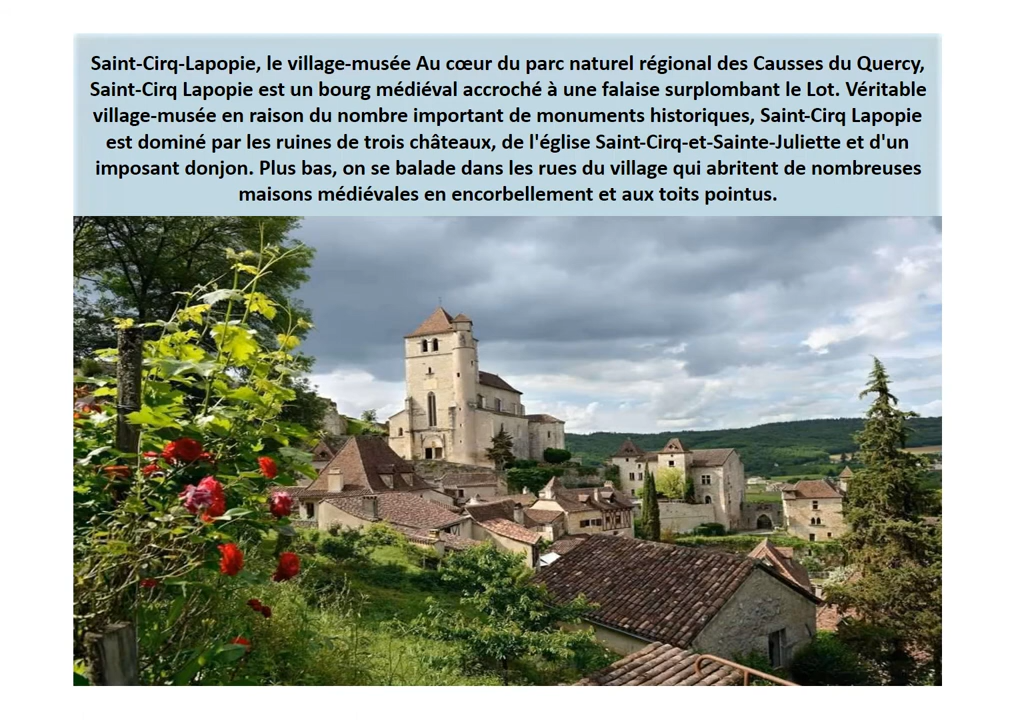 Saint-Cirq-Lapopie, le village-musée Au cœur du parc naturel régional des Causses du Quercy,
Saint-Cirq Lapopie est un bourg médiéval accroché à une falaise surplombant le Lot. Véritable
village-musée en raison du nombre important de monuments historiques, Saint-Cirq Lapopie
est dominé par les ruines de trois châteaux, de l'église Saint-Cirq-et-Sainte-Juliette et d'un
imposant donjon. Plus bas, on se balade dans les rues du village qui abritent de nombreuses
maisons médiévales en encorbellement et aux toits pointus.